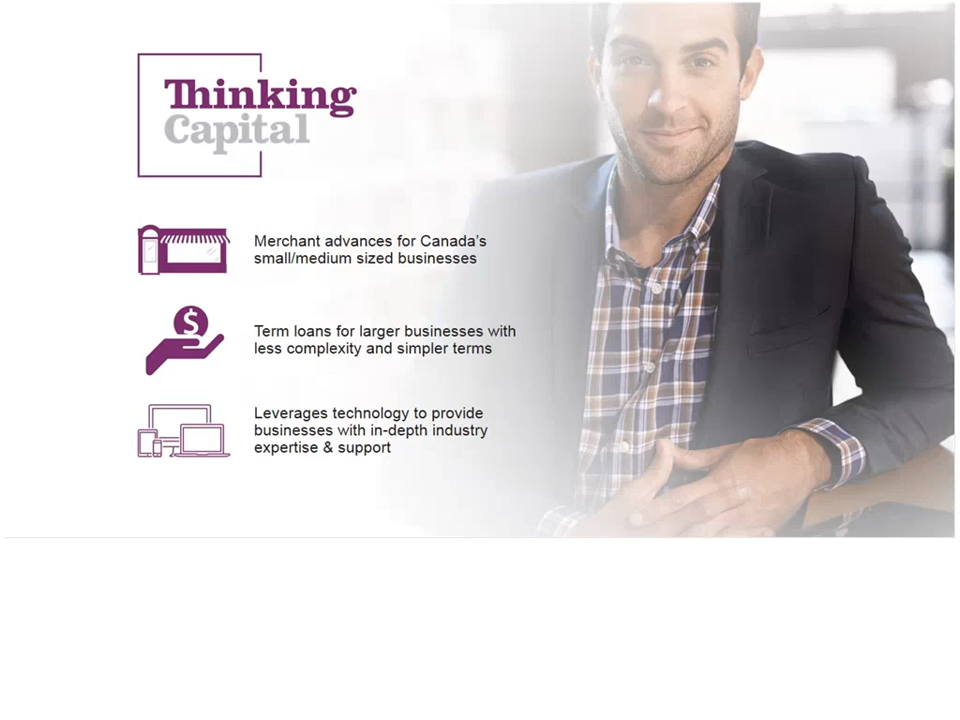 Thinking
Capital
Merchant advances for Canada's
small/medium sized businesses
$
Term loans for larger businesses with
less complexity and simpler terms
Leverages technology to provide
businesses with in-depth industry
expertise & support